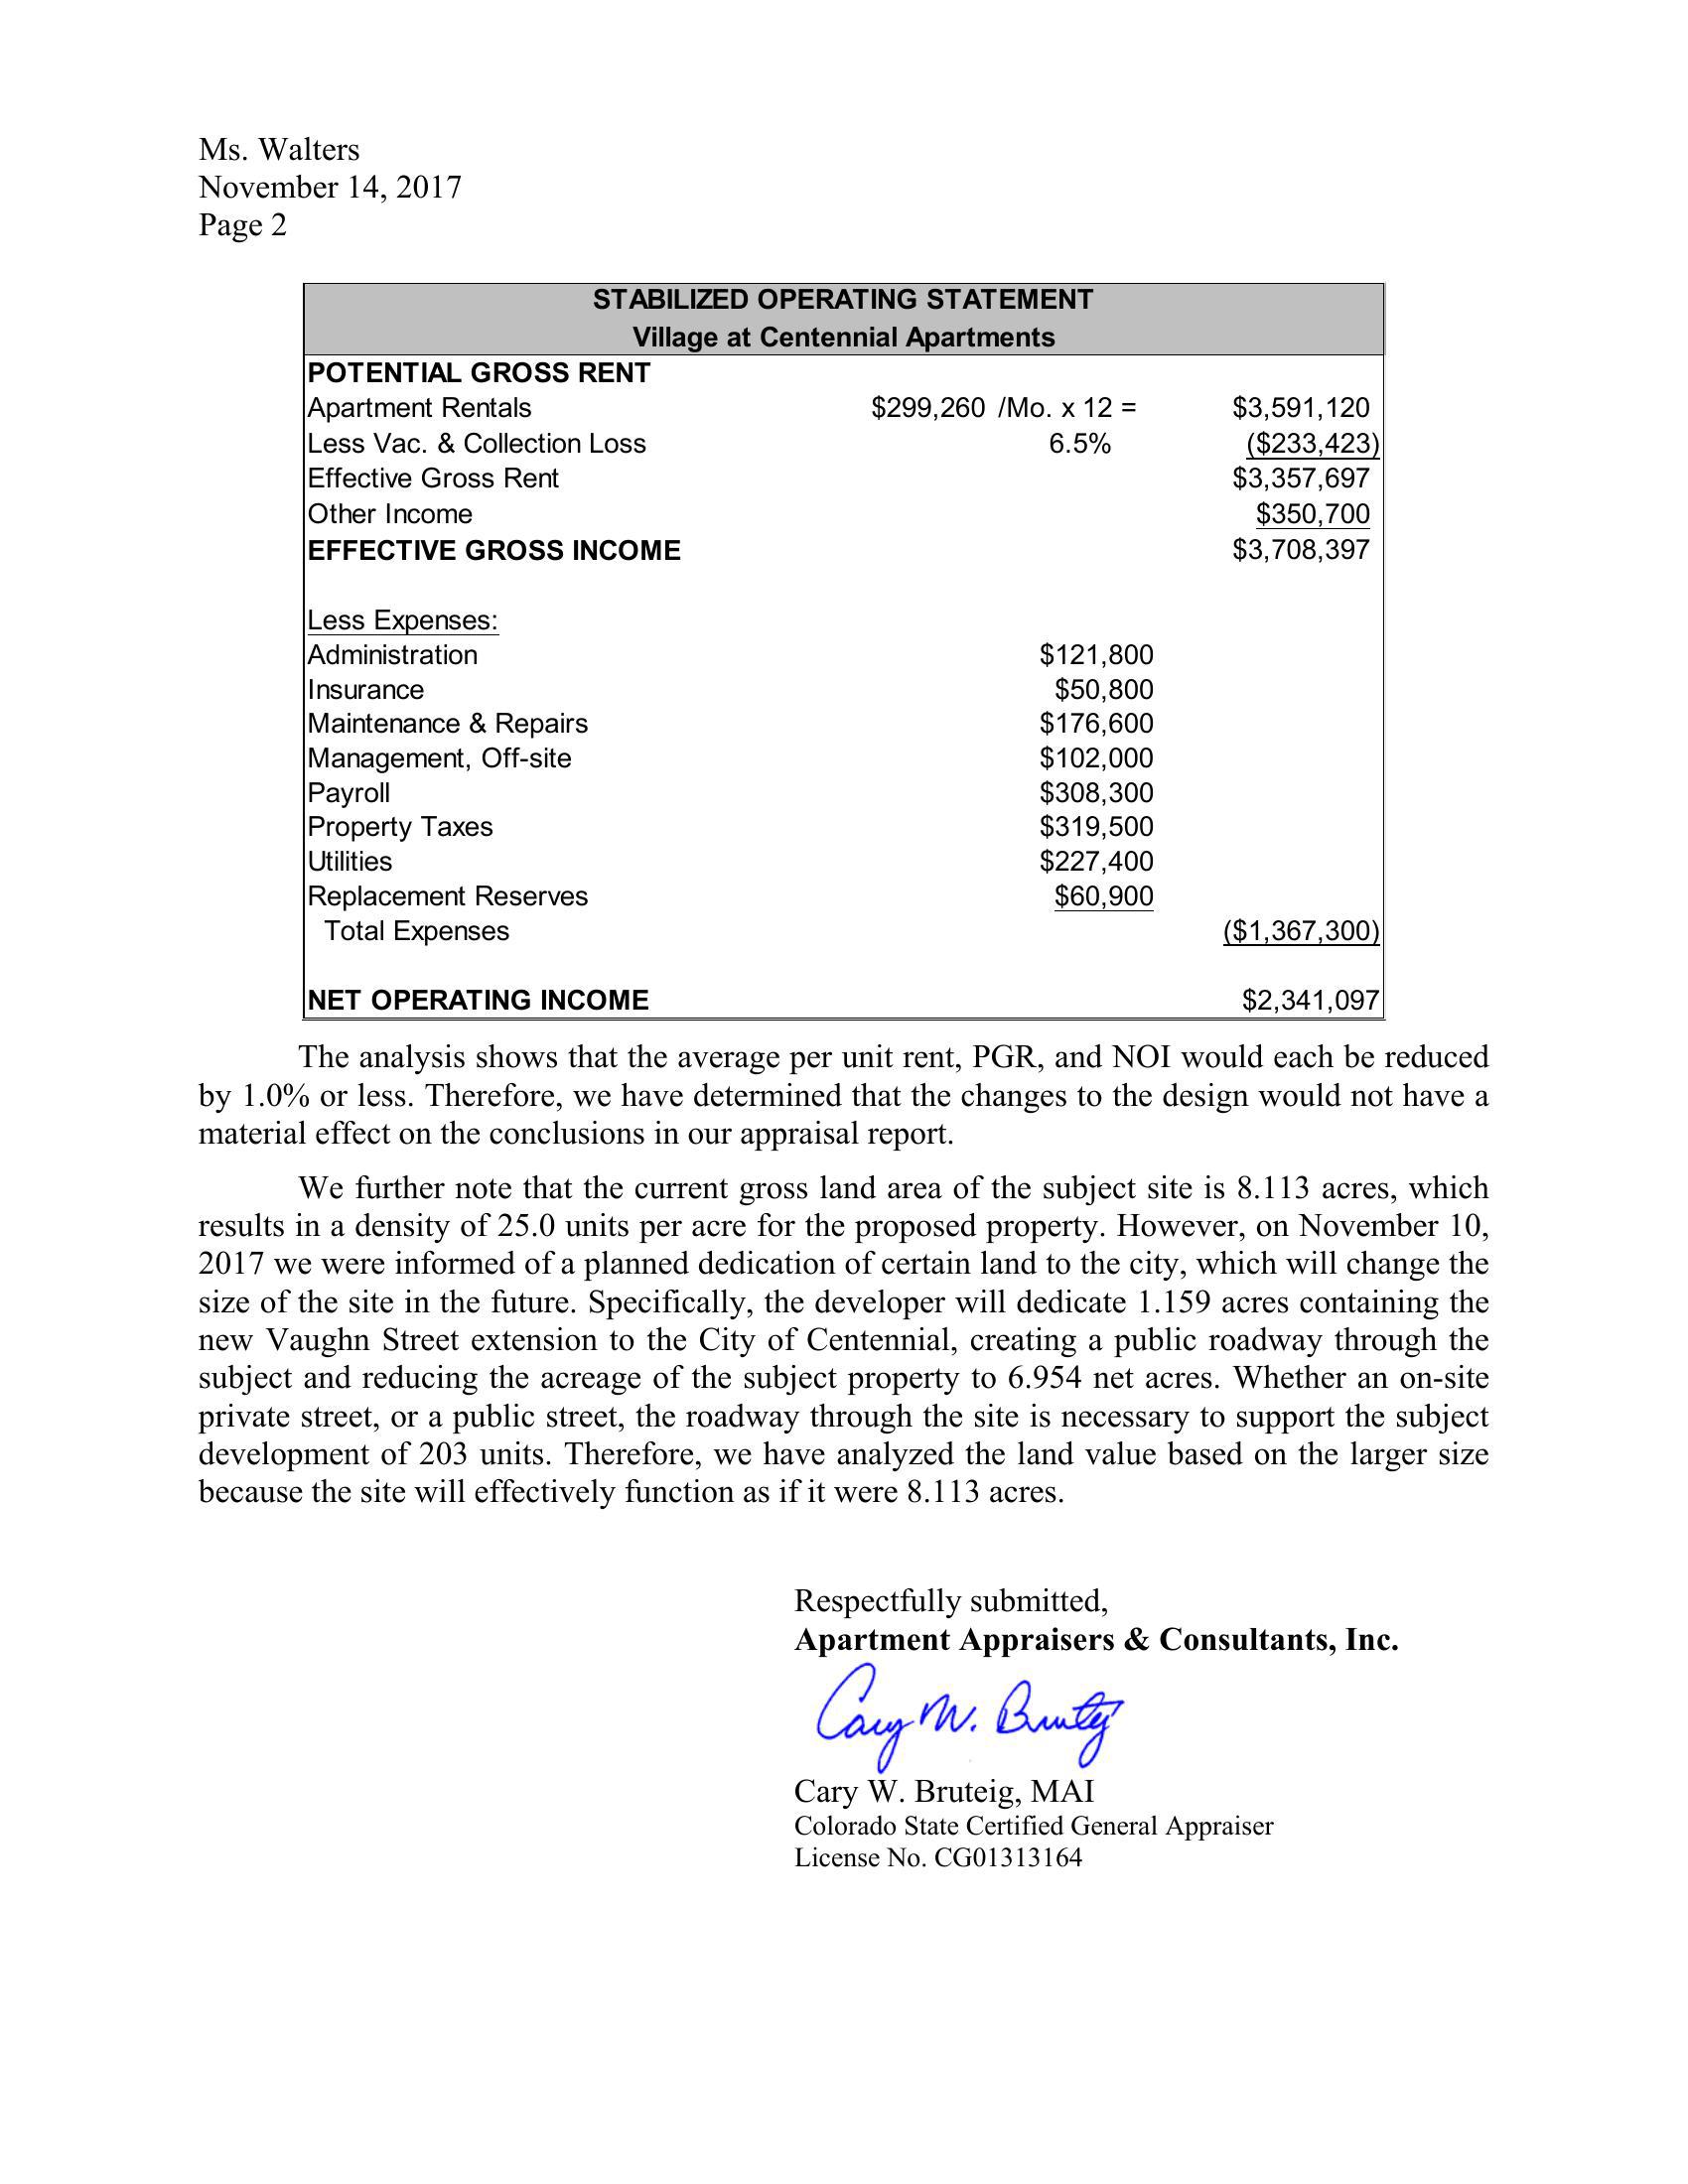 Ms. Walters
November 14, 2017
Page 2
STABILIZED OPERATING STATEMENT
Village at Centennial Apartments
POTENTIAL GROSS RENT
Apartment Rentals $299,260 /Mo. x 12 = $3,591,120
Less Vac. & Collection Loss 6.5% ($233,423)
Effective Gross Rent $3,357,697
Other Income $350,700
EFFECTIVE GROSS INCOME $3,708,397
Less Expenses:
Administration $121,800
Insurance $50,800
Maintenance & Repairs $176,600
Management, Off-site $102,000
Payroll $308,300
Property Taxes $319,500
Utilities $227,400
Replacement Reserves $60,900
Total Expenses ($1,367,300)
NET OPERATING INCOME $2,341,097
The analysis shows that the average per unit rent, PGR, and NOI would each be reduced
by 1.0% or less. Therefore, we have determined that the changes to the design would not have a
material effect on the conclusions in our appraisal report.
We further note that the current gross land area of the subject site is 8.113 acres, which
results in a density of 25.0 units per acre for the proposed property. However, on November 10,
2017 we were informed of a planned dedication of certain land to the city, which will change the
size of the site in the future. Specifically, the developer will dedicate 1.159 acres containing the
new Vaughn Street extension to the City of Centennial, creating a public roadway through the
subject and reducing the acreage of the subject property to 6.954 net acres. Whether an on-site
private street, or a public street, the roadway through the site is necessary to support the subject
development of 203 units. Therefore, we have analyzed the land value based on the larger size
because the site will effectively function as if it were 8.113 acres.
Respectfully submitted,
Apartment Appraisers & Consultants, Inc.
Cary W. Bruteig
Cary W. Bruteig, MAI
Colorado State Certified General Appraiser
License No. CG01313164